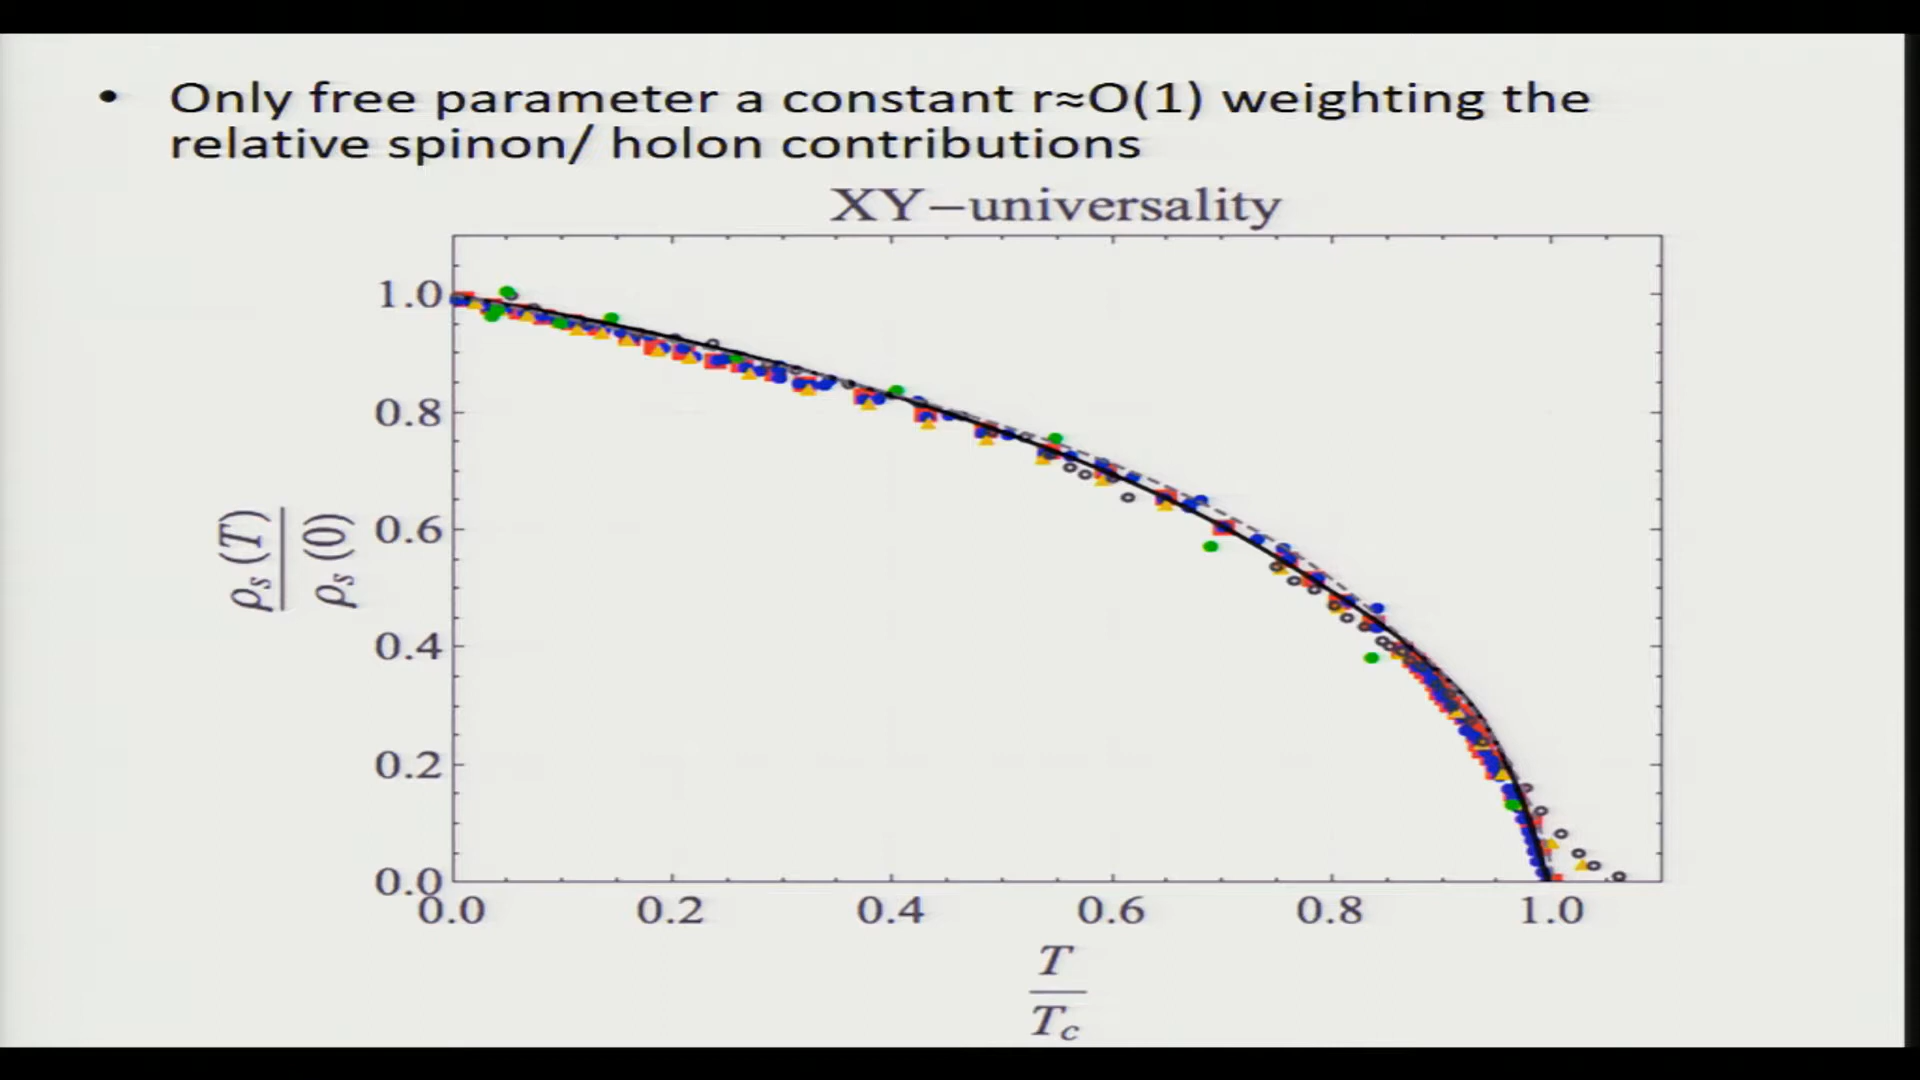 • Only free parameter a constant r≈O(1) weighting the
relative spinon/ holon contributions
XY−universality
1.0
0.8
0.6
0.4
0.2
0.0
ρs (T)
ρs (0)
0.0 0.2 0.4 0.6 0.8 1.0
T
Tc